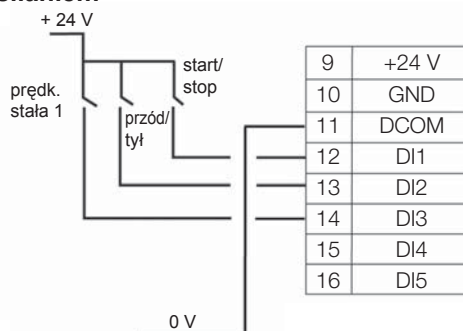 + 24 V
start/
stop
prędk.
stała 1
przód/
tył
9 +24 V
10 GND
11 DCOM
12 DI1
13 DI2
14 DI3
15 DI4
16 DI5
0 V